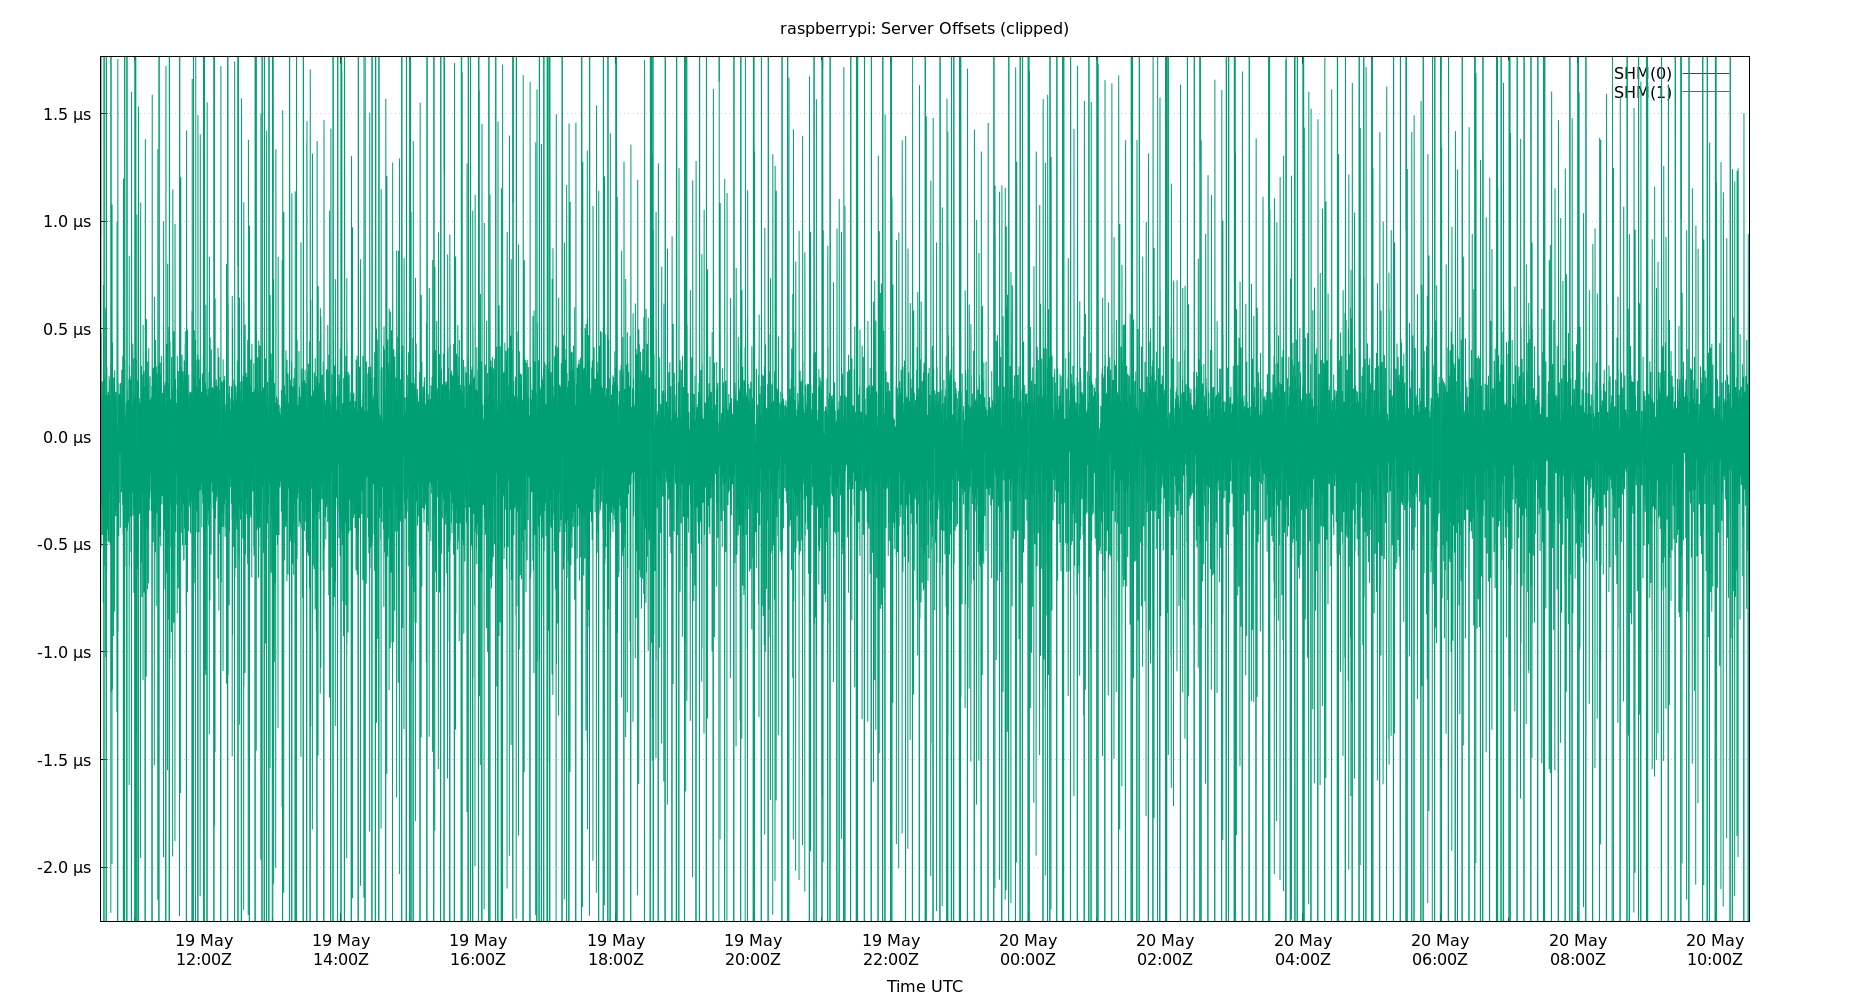 raspberrypi: Server Offsets (clipped)
SHM(0)
SHM(1)
1.5 µs
1.0 µs
0.5 µs
0.0 µs
-0.5 µs
-1.0 µs
-1.5 µs
-2.0 µs
19 May 19 May 19 May 19 May 19 May 19 May 20 May 20 May 20 May 20 May 20 May 20 May
12:00Z 14:00Z 16:00Z 18:00Z 20:00Z 22:00Z 00:00Z 02:00Z 04:00Z 06:00Z 08:00Z 10:00Z
Time UTC